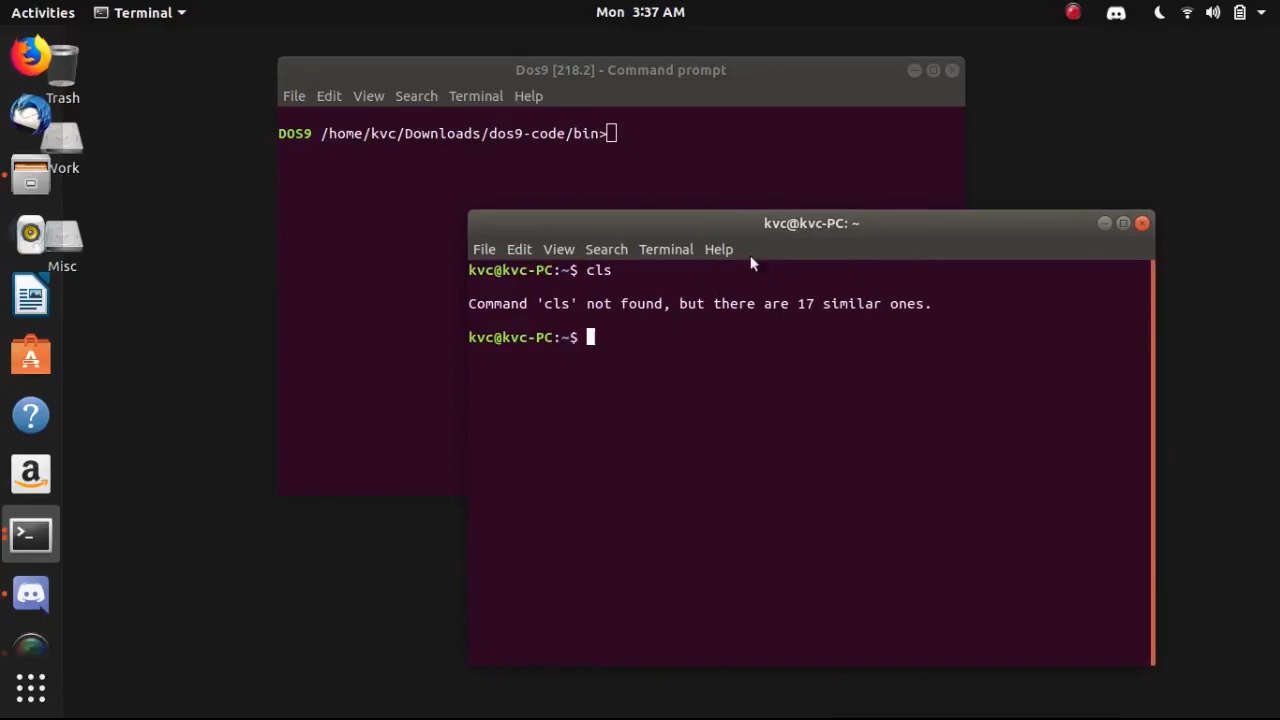 Activities Terminal Mon 3:37 AM
Trash
Work
Misc
Dos9 [218.2] - Command prompt
File Edit View Search Terminal Help
DOS9 /home/kvc/Downloads/dos9-code/bin>
kvc@kvc-PC: ~
File Edit View Search Terminal Help
kvc@kvc-PC:~$ cls
Command 'cls' not found, but there are 17 similar ones.
kvc@kvc-PC:~$